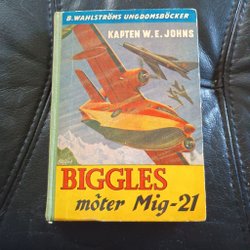 B. WAHLSTRÖMS UNGDOMSBÖCKER
KAPTEN W. E. JOHNS
BIGGLES
möter Mig-21